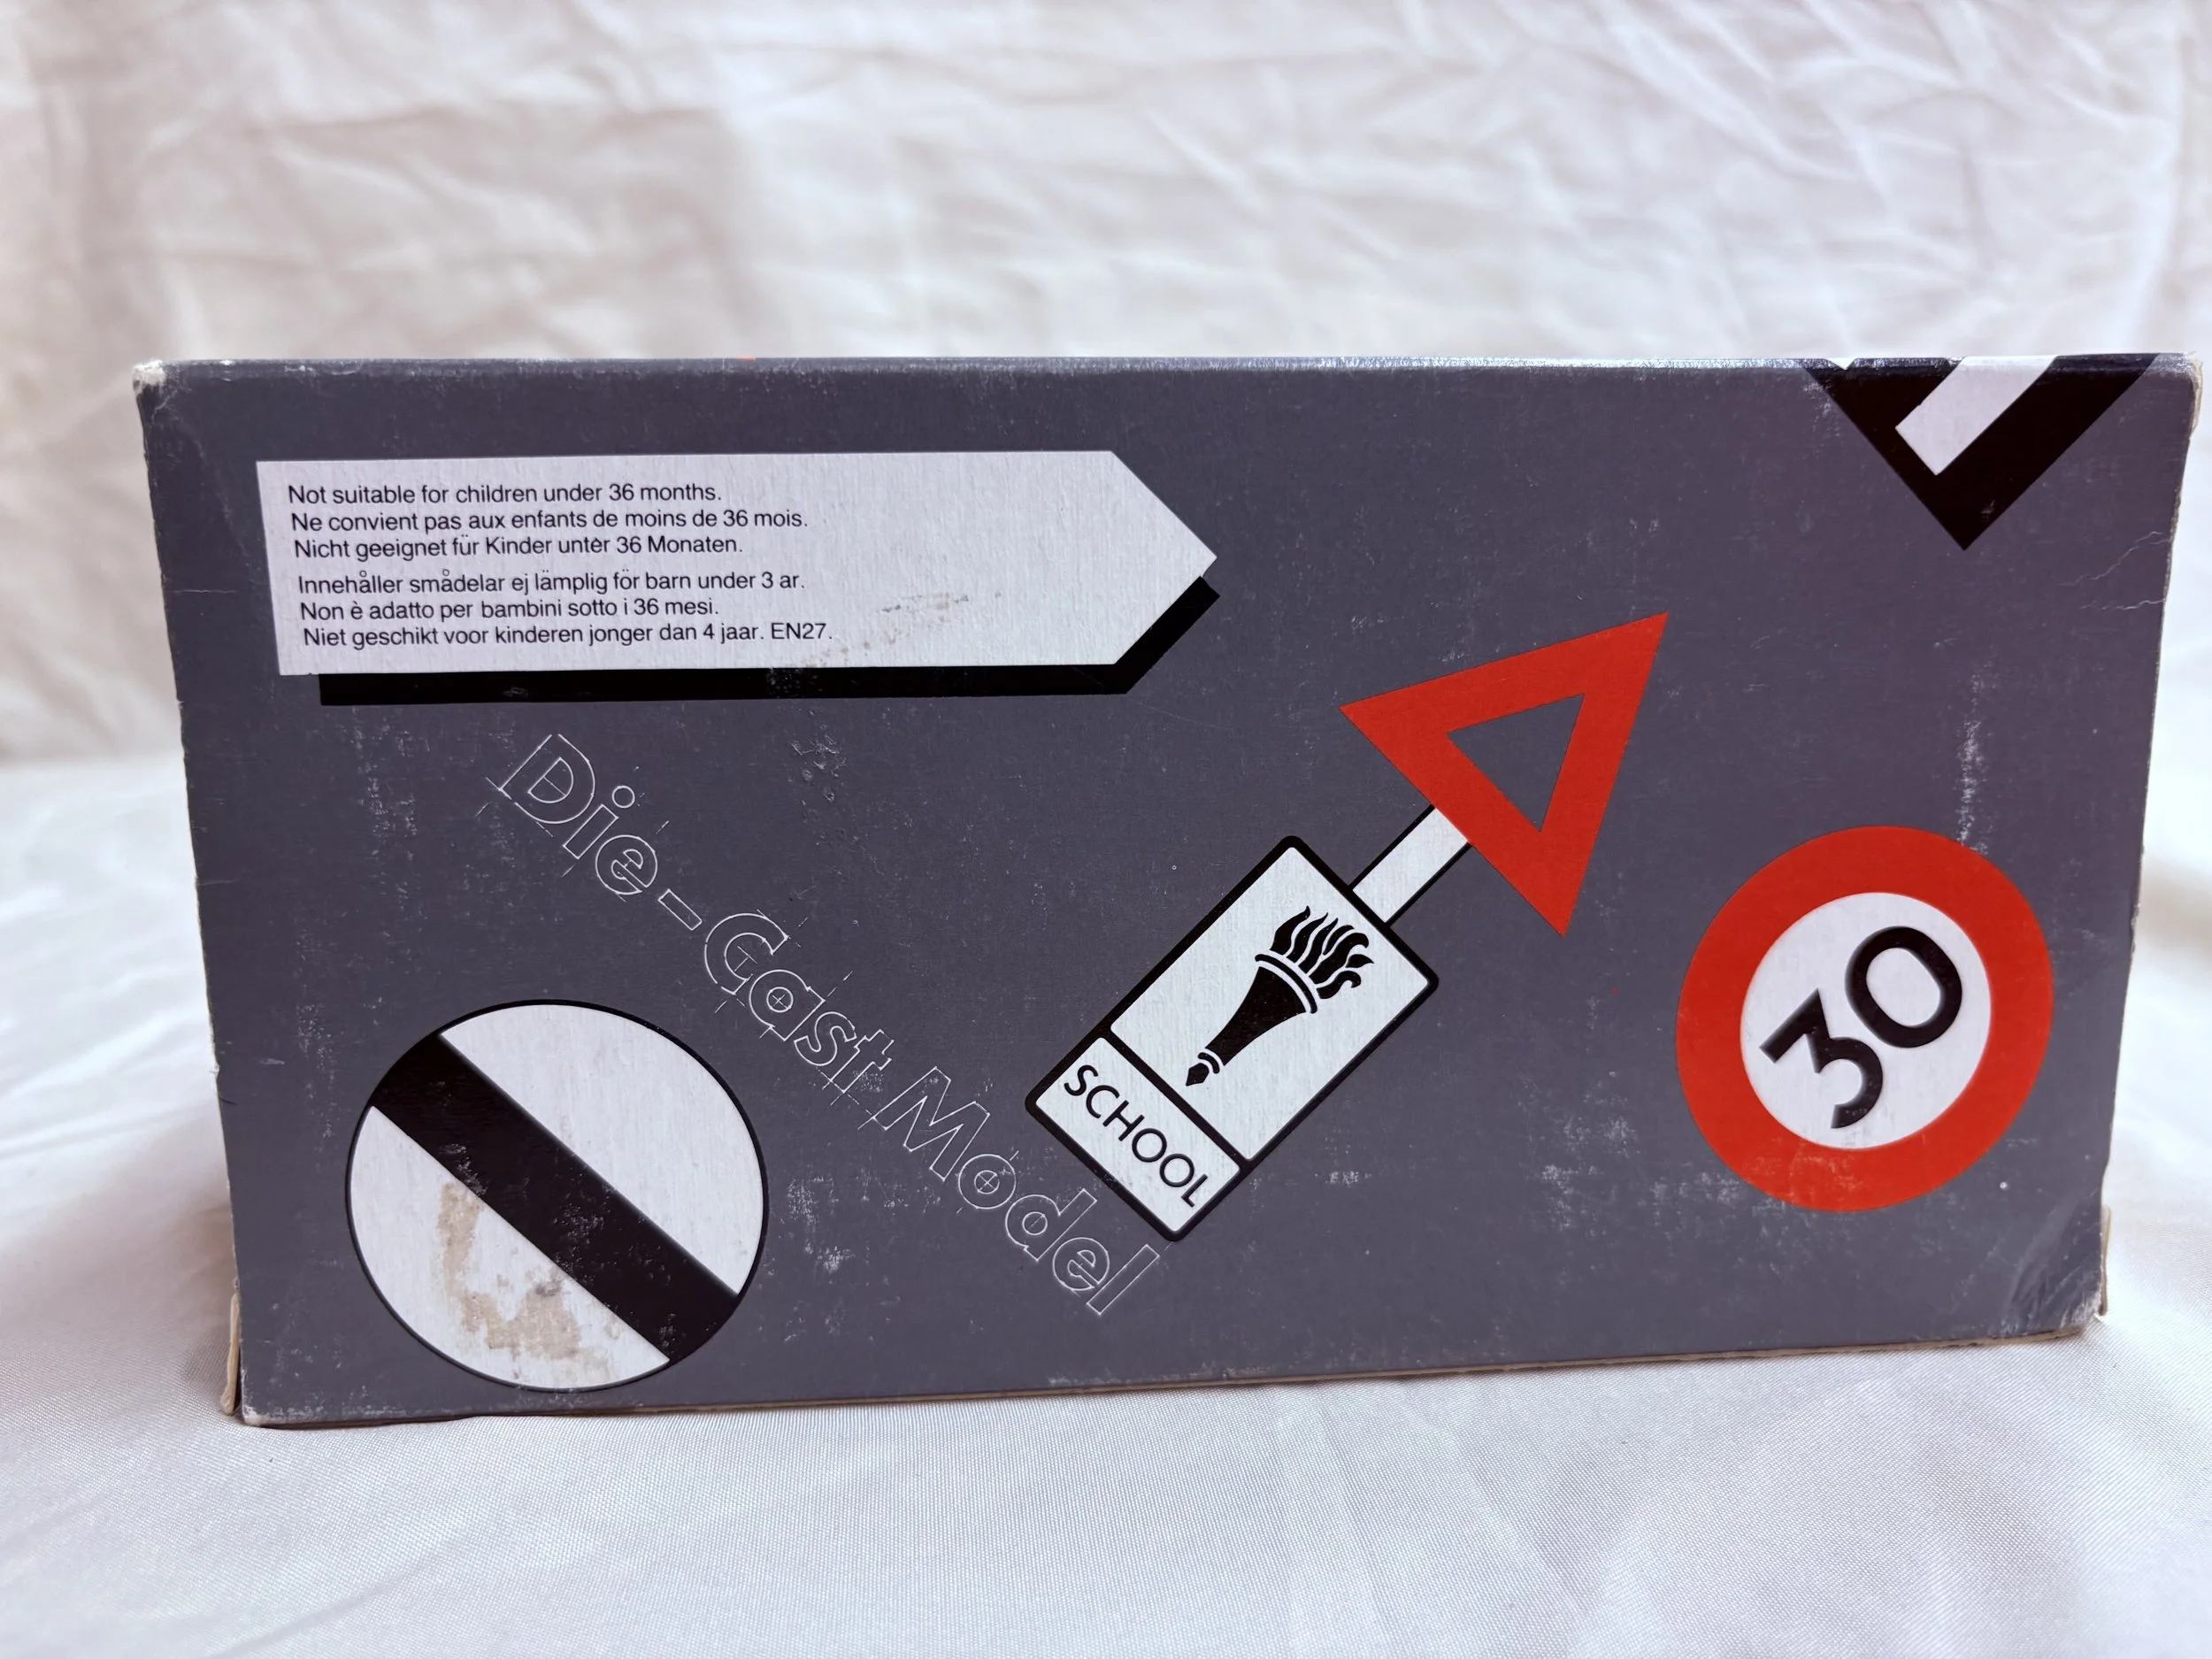 Not suitable for children under 36 months.
Ne convient pas aux enfants de moins de 36 mois.
Nicht geeignet für Kinder untèr 36 Monaten.
Innehåller smådelar ej lämplig för barn under 3 ar.
Non è adatto per bambini sotto i 36 mesi.
Niet geschikt voor kinderen jonger dan 4 jaar. EN27.
Die-Cast Model
SCHOOL
30